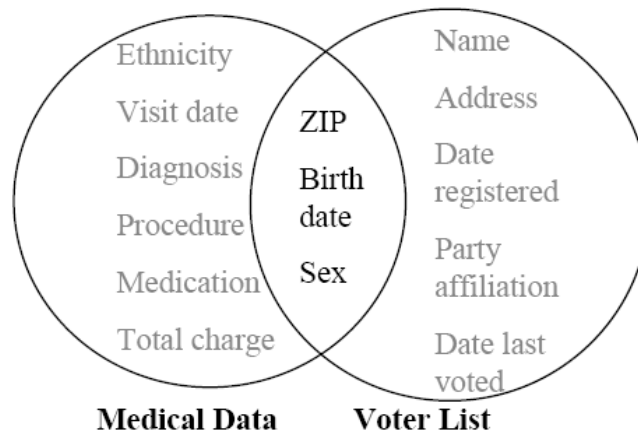 Ethnicity
Visit date
Diagnosis
Procedure
Medication
Total charge
ZIP
Birth
date
Sex
Name
Address
Date
registered
Party
affiliation
Date last
voted
Medical Data
Voter List